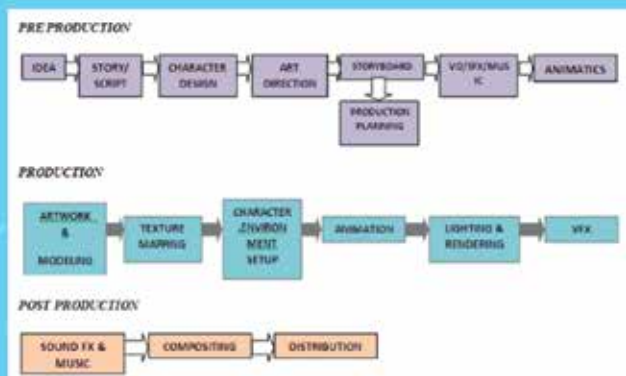 PRE PRODUCTION
IDEA
STORY/
SCRIPT
CHARACTER
DESIGN
ART
DIRECTION
STORYBOARD
VO/SFX/MUS
IC
ANIMATICS
PRODUCTION
PLANNING
PRODUCTION
ARTWORK
&
MODELING
TEXTURE
MAPPING
CHARACTER
,ENVIRON
MENT
SETUP
ANIMATION
LIGHTING &
RENDERING
VFX
POST PRODUCTION
SOUND FX &
MUSIC
COMPOSITING
DISTRIBUTION